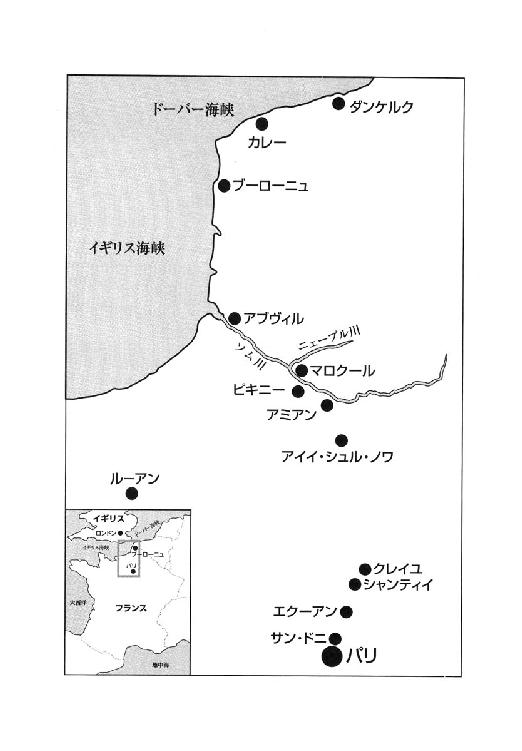 ドーバー海峡
ダンケルク
カレー
ブーローニュ
イギリス海峡
アブヴィル
ソム川
ニューブル川
マロクール
ピキニー
アミアン
アイイ・シュル・ノワ
ルーアン
クレイユ
シャンティイ
エクーアン
サン・ドニ
パリ
イギリス
ロンドン
ドーバー海峡
イギリス海峡
ブーローニュ
パリ
大西洋
フランス
地中海